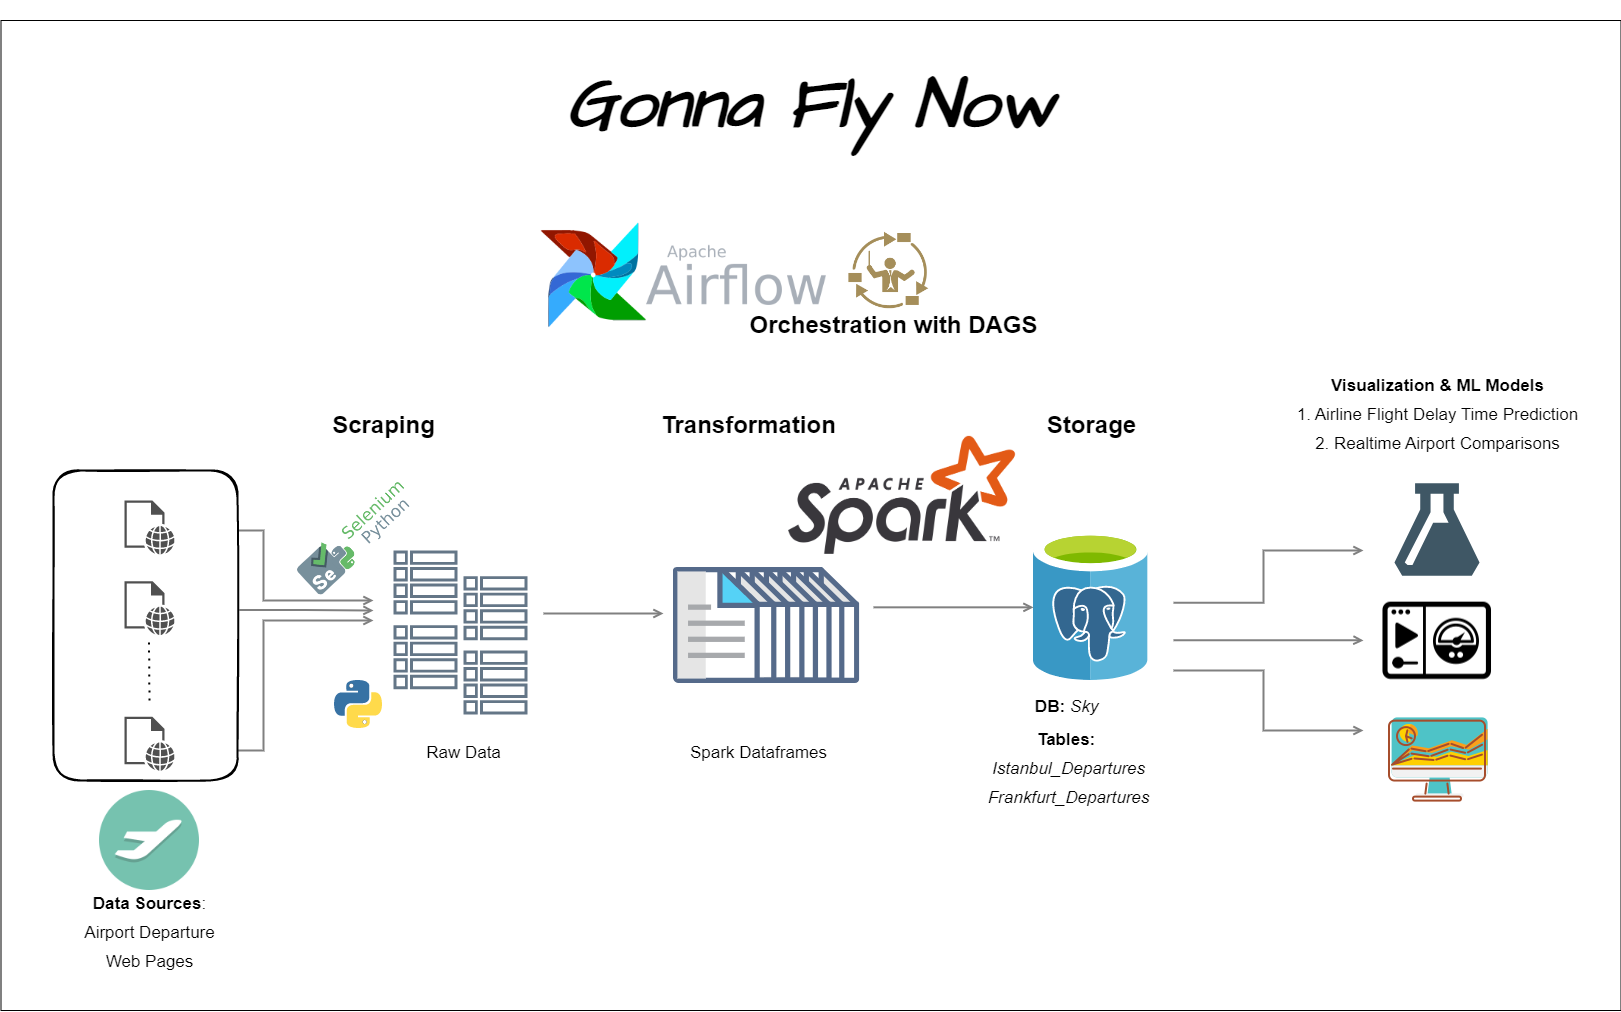 Gonna Fly Now
Apache
Airflow
Orchestration with DAGS
Visualization & ML Models
1. Airline Flight Delay Time Prediction
2. Realtime Airport Comparisons
Scraping
Transformation
Storage
Selenium
Python
Se
APACHE
Spark™
Raw Data
Spark Dataframes
DB: Sky
Tables:
Istanbul_Departures
Frankfurt_Departures
Data Sources:
Airport Departure
Web Pages